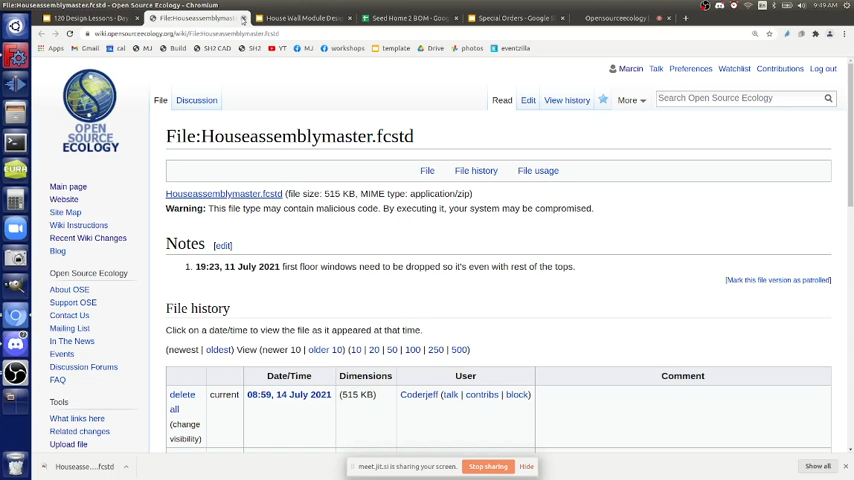 120 Design Lessons - Day
File:Houseassemblymaster
House Wall Module Desi
Seed Home 2 BOM - Goog
Special Orders - Google S
Opensourceecology |
Open Source Ecology - Chromium
9:49 AM
wiki.opensourceecology.org/wiki/File:Houseassemblymaster.fcstd
Apps
Gmail
cal
MJ
Build
SH2 CAD
SH2
YT
MJ
workshops
template
Drive
photos
eventzilla
Marcin Talk Preferences Watchlist Contributions Log out
File Discussion Read Edit View history More Search Open Source Ecology
OPEN SOURCE
ECOLOGY
File:Houseassemblymaster.fcstd
File File history File usage
Houseassemblymaster.fcstd (file size: 515 KB, MIME type: application/zip)
Warning: This file type may contain malicious code. By executing it, your system may be compromised.
Notes [edit]
1. 19:23, 11 July 2021 first floor windows need to be dropped so it's even with rest of the tops.
[Mark this file version as patrolled]
File history
Click on a date/time to view the file as it appeared at that time.
(newest | oldest) View (newer 10 | older 10) (10 | 20 | 50 | 100 | 250 | 500)
Date/Time Dimensions User Comment
delete all (change visibility) current 08:59, 14 July 2021 (515 KB) Coderjeff (talk | contribs | block)
Main page
Website
Site Map
Wiki Instructions
Recent Wiki Changes
Blog
Open Source Ecology
About OSE
Support OSE
Contact Us
Mailing List
In The News
Events
Discussion Forums
FAQ
Tools
What links here
Related changes
Upload file
CURA
Houseasse....fcstd
meet.jit.si is sharing your screen. Stop sharing Hide
Show all